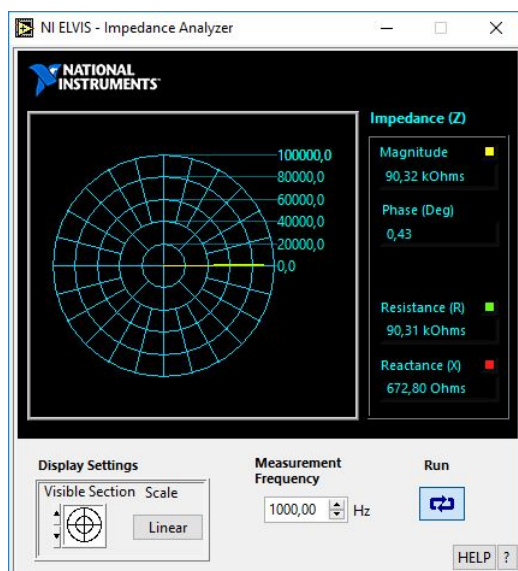 NI ELVIS - Impedance Analyzer
NATIONAL
INSTRUMENTS™
100000,0
80000,0
60000,0
40000,0
20000,0
0,0
Impedance (Z)
Magnitude
90,32 kOhms
Phase (Deg)
0,43
Resistance (R)
90,31 kOhms
Reactance (X)
672,80 Ohms
Display Settings
Visible Section Scale
Linear
Measurement
Frequency
1000,00 Hz
Run
HELP ?